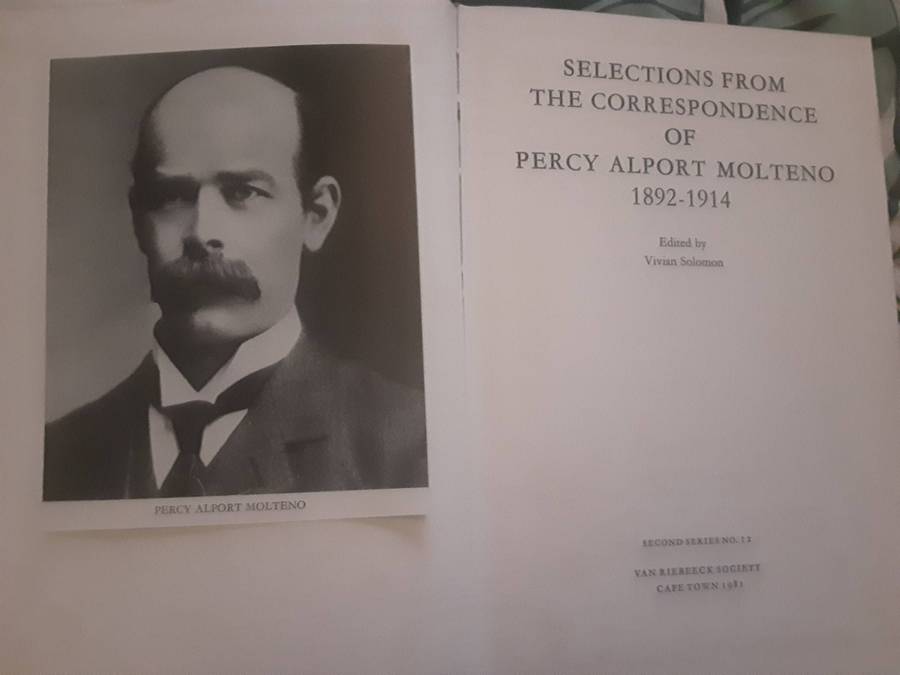 PERCY ALPORT MOLTENO
SELECTIONS FROM
THE CORRESPONDENCE
OF
PERCY ALPORT MOLTENO
1892-1914
Edited by
Vivian Solomon
SECOND SERIES NO. 12
VAN RIEBEECK SOCIETY
CAPE TOWN 1981